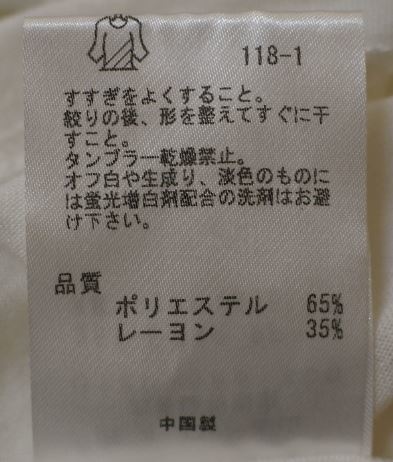 118-1
すすぎをよくすること。
絞りの後、形を整えてすぐに干
すこと。
タンブラー乾燥禁止。
オフ白や生成り、淡色のものに
は蛍光増白剤配合の洗剤はお避
け下さい。
品質
ポリエステル 65%
レーヨン 35%
中国製